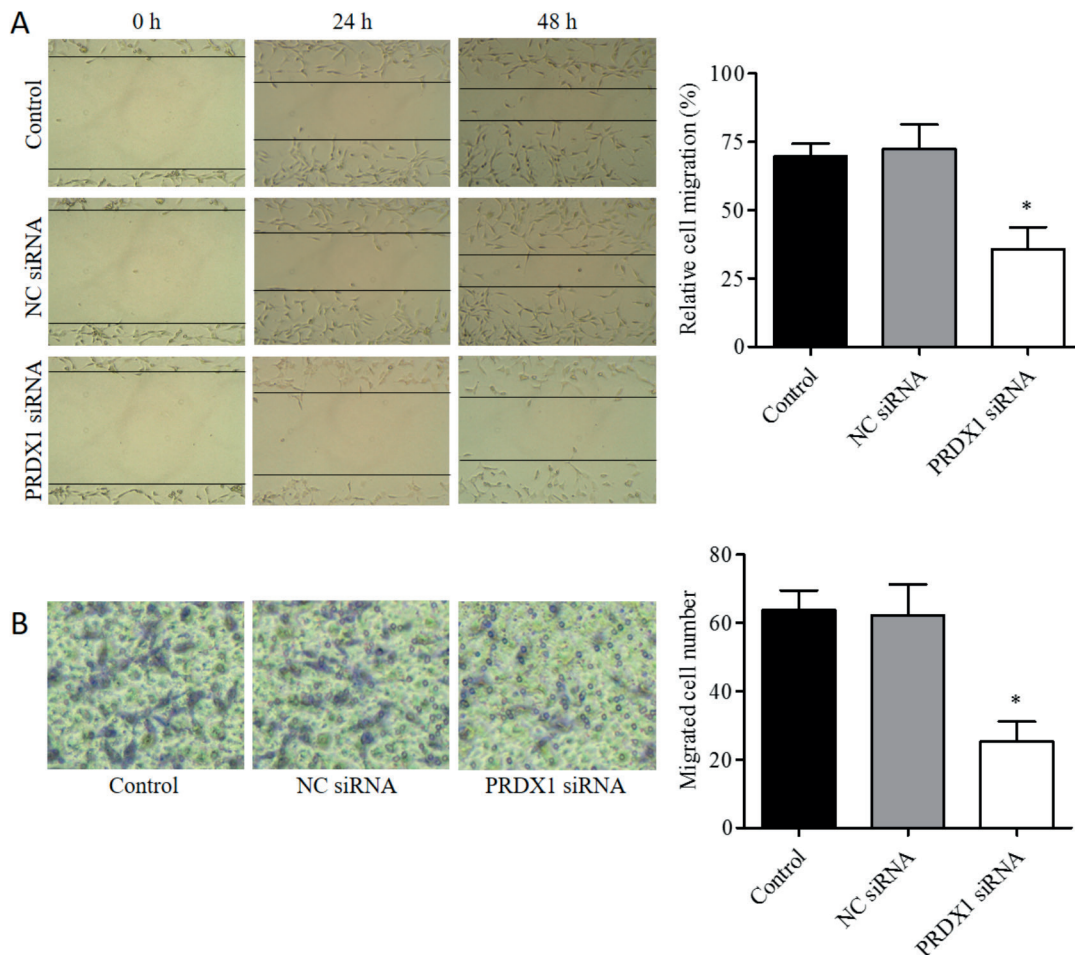 A
0 h
24 h
48 h
Control
NC siRNA
PRDX1 siRNA
Relative cell migration (%)
100
75
50
25
0
*
Control
NC siRNA
PRDX1 siRNA
B
Control
NC siRNA
PRDX1 siRNA
Migrated cell number
80
60
40
20
0
*
Control
NC siRNA
PRDX1 siRNA